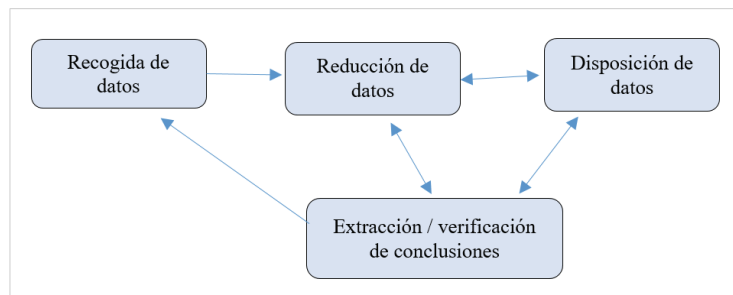 Recogida de
datos
Reducción de
datos
Disposición de
datos
Extracción / verificación
de conclusiones